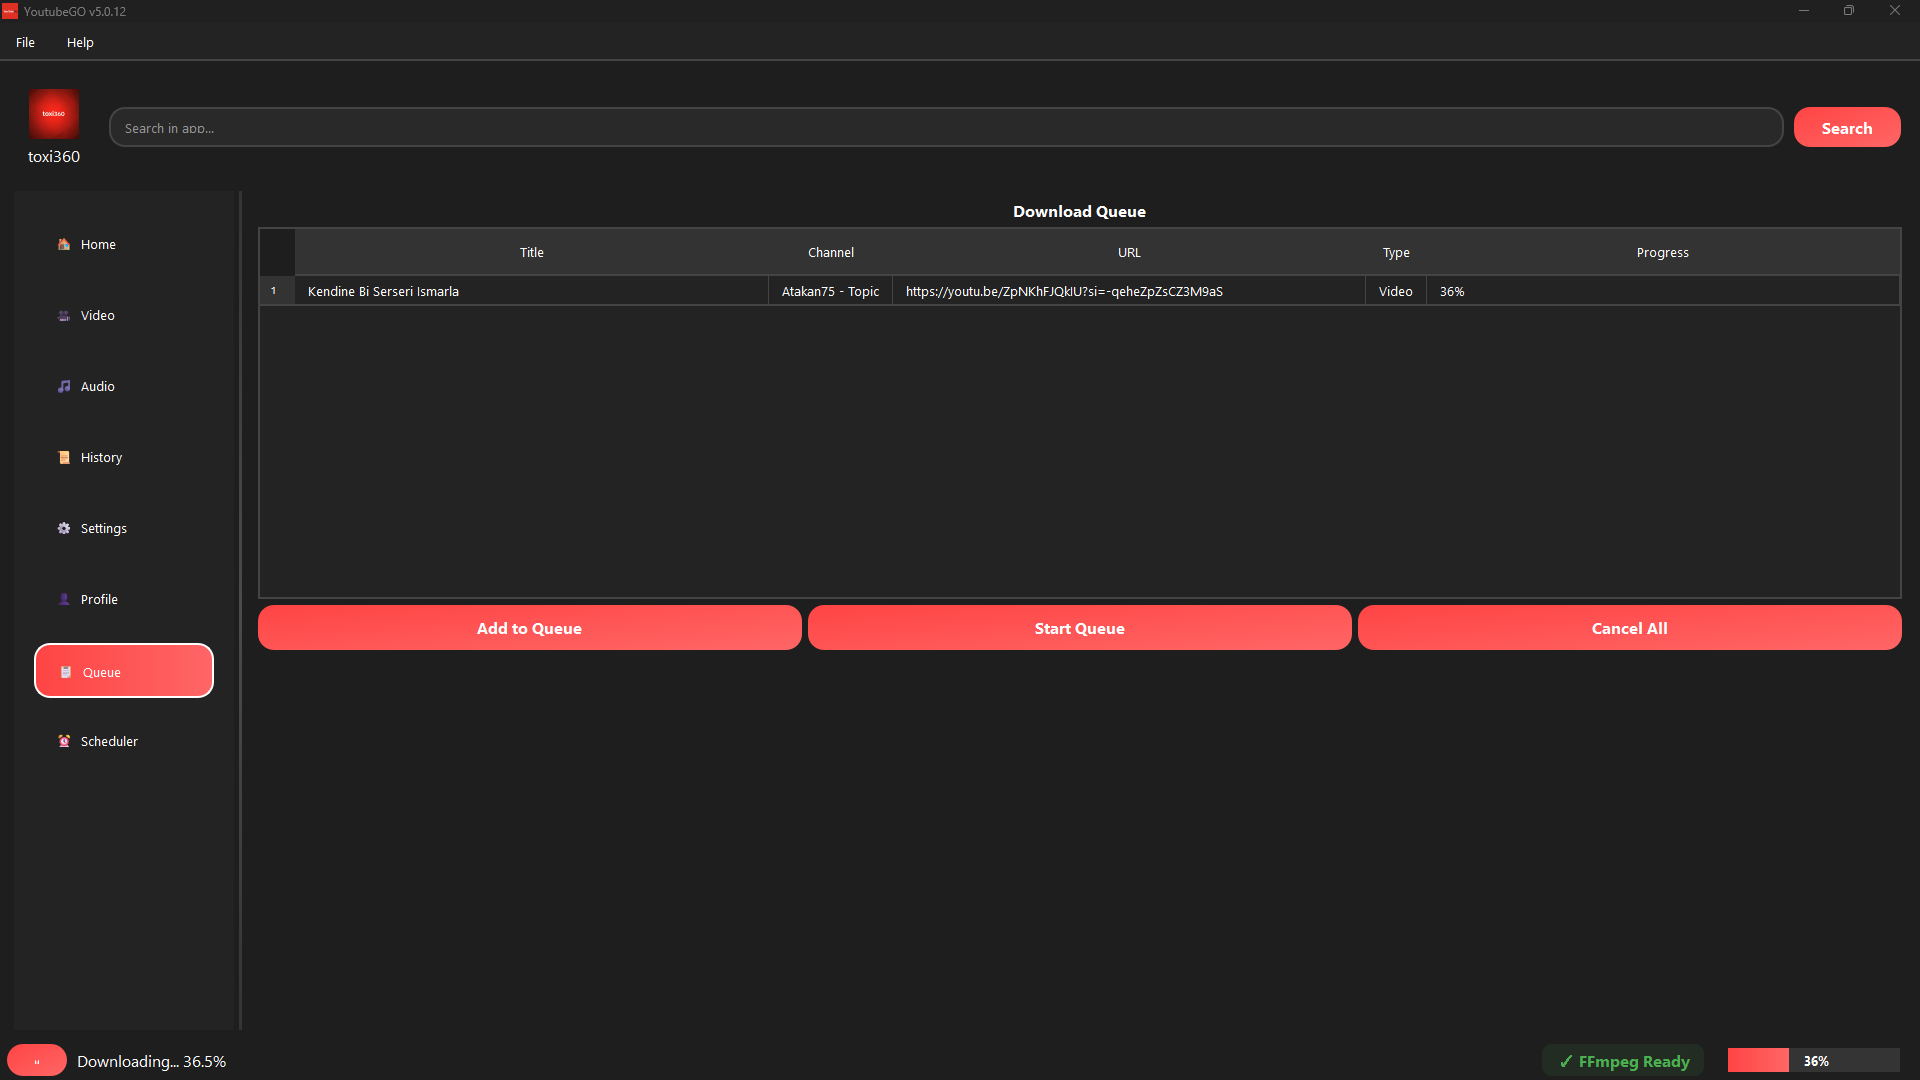 YoutubeGO v5.0.12
File Help
toxi360
Search in app...
Search
toxi360
Home
Video
Audio
History
Settings
Profile
Queue
Scheduler
Download Queue
Title Channel URL Type Progress
1 Kendine Bi Serseri Ismarla Atakan75 - Topic https://youtu.be/ZpNKhFJQkIU?si=-qeheZpZsCZ3M9aS Video 36%
Add to Queue Start Queue Cancel All
Downloading... 36.5%
✓ FFmpeg Ready
36%